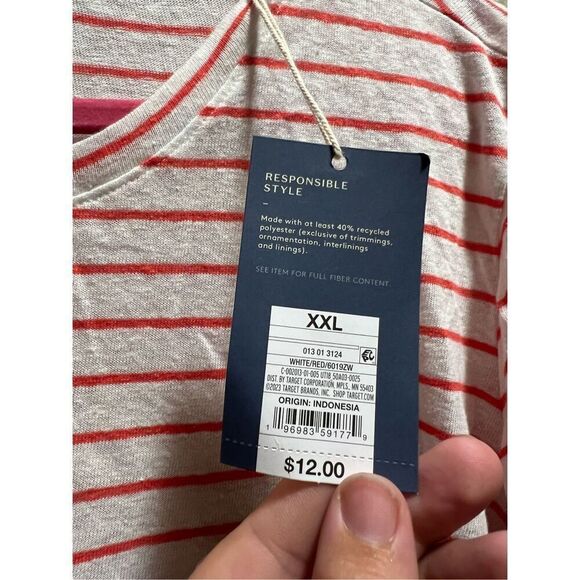 RESPONSIBLE
STYLE
–
Made with at least 40% recycled
polyester (exclusive of trimmings,
ornamentation, interlinings
and linings).
SEE ITEM FOR FULL FIBER CONTENT.
XXL
013 01 3124
WHITE/RED/6019ZW
C-002013-01-005 UT18 50A03-0025
DIST. BY TARGET CORPORATION, MPLS, MN 55403
©2023 TARGET BRANDS, INC. SHOP TARGET.COM
ORIGIN: INDONESIA
1 96983 59177 9
$12.00